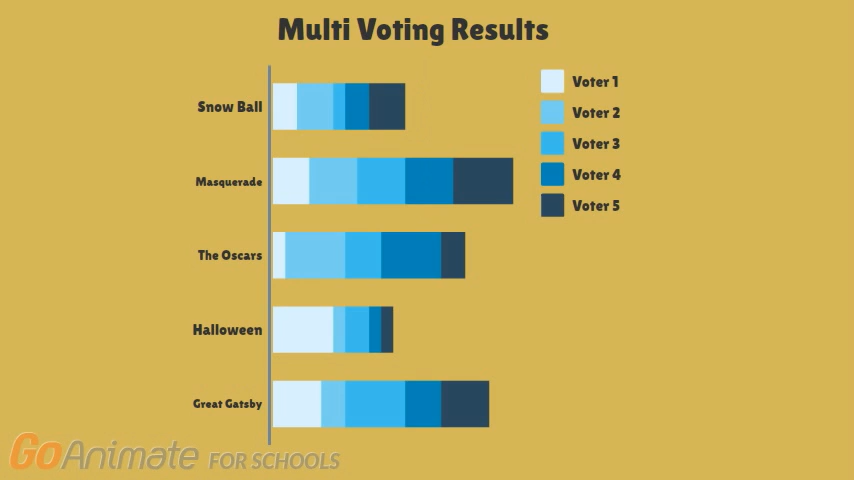 Multi Voting Results
Snow Ball
Masquerade
The Oscars
Halloween
Great Gatsby
Voter 1
Voter 2
Voter 3
Voter 4
Voter 5
GoAnimate FOR SCHOOLS